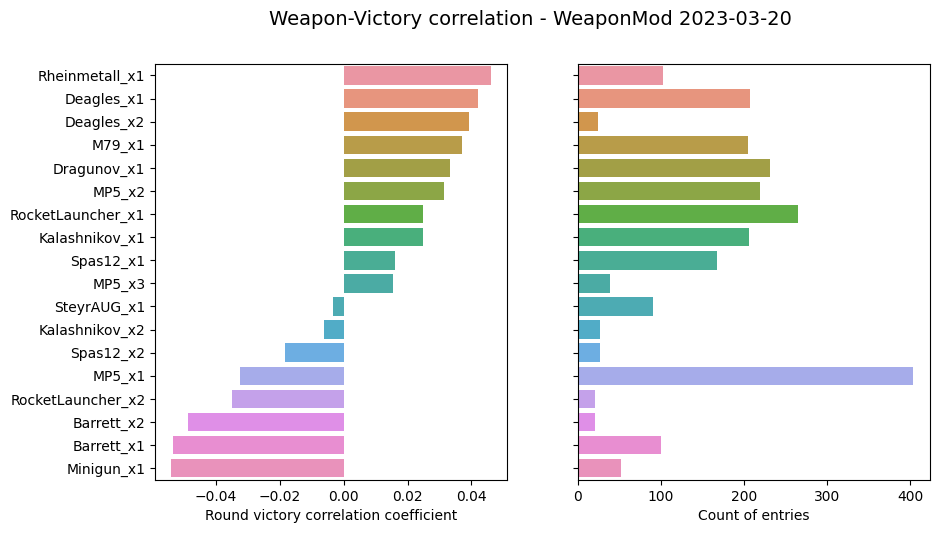 Weapon-Victory correlation - WeaponMod 2023-03-20
Rheinmetall_x1
Deagles_x1
Deagles_x2
M79_x1
Dragunov_x1
MP5_x2
RocketLauncher_x1
Kalashnikov_x1
Spas12_x1
MP5_x3
SteyrAUG_x1
Kalashnikov_x2
Spas12_x2
MP5_x1
RocketLauncher_x2
Barrett_x2
Barrett_x1
Minigun_x1
−0.04 −0.02 0.00 0.02 0.04
Round victory correlation coefficient
0 100 200 300 400
Count of entries